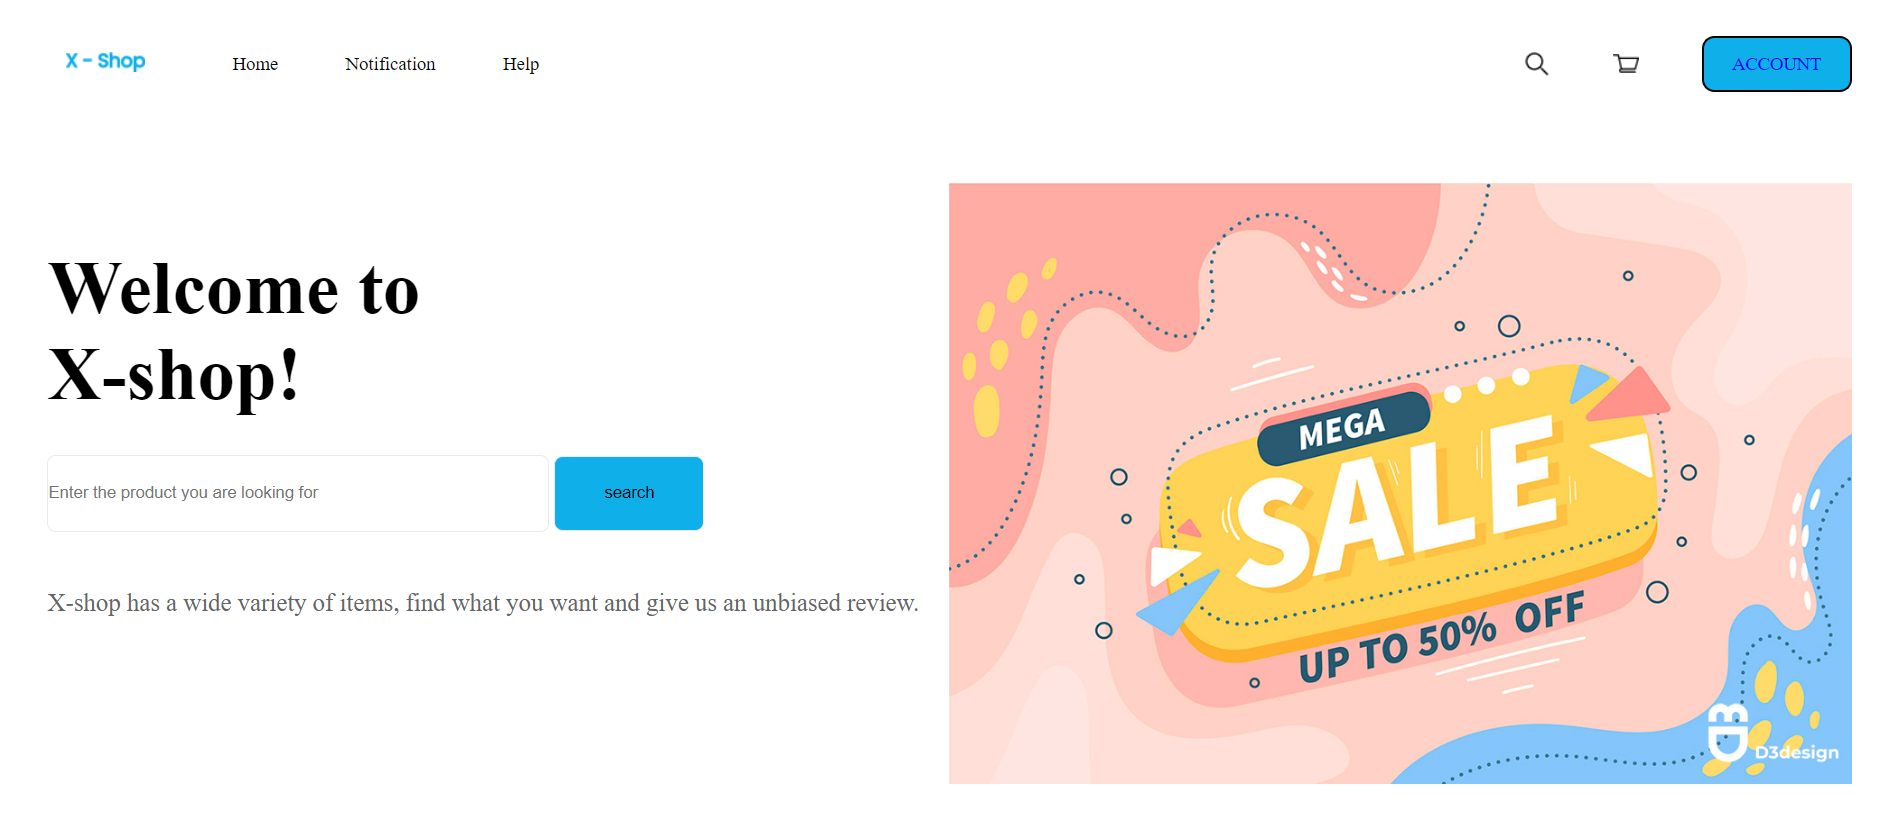 X - Shop
Home
Notification
Help
ACCOUNT
Welcome to
X-shop!
Enter the product you are looking for
search
X-shop has a wide variety of items, find what you want and give us an unbiased review.
MEGA
SALE
UP TO 50% OFF
D3design